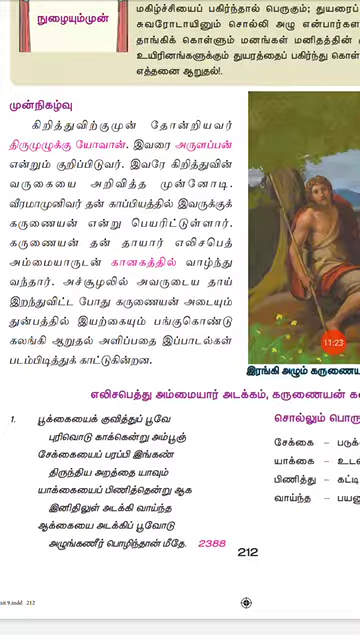 நுழையும்முன்
மகிழ்ச்சியைப் பகிர்ந்தால் பெருகும்; துயரைப்
சுவரோடாயினும் சொல்லி அழு என்பார்கள்
தாங்கிக் கொள்ளும் மனங்கள் மனிதத்தின்
உயிரினங்களுக்கும் துயரத்தைப் பகிர்ந்து கொள்
எத்தனை ஆறுதல்!.
முன்நிகழ்வு
கிறித்துவிற்குமுன் தோன்றியவர்
திருமுழுக்கு யோவான். இவரை அருளப்பன்
என்றும் குறிப்பிடுவர். இவரே கிறித்துவின்
வருகையை அறிவித்த முன்னோடி.
வீரமாமுனிவர் தன் காப்பியத்தில் இவருக்குக்
கருணையன் என்று பெயரிட்டுள்ளார்.
கருணையன் தன் தாயார் எலிசபெத்
அம்மையாருடன் கானகத்தில் வாழ்ந்து
வந்தார். அச்சூழலில் அவருடைய தாய்
இறந்துவிட்ட போது கருணையன் அடையும்
துன்பத்தில் இயற்கையும் பங்குகொண்டு
கலங்கி ஆறுதல் அளிப்பதை இப்பாடல்கள்
படம்பிடித்துக் காட்டுகின்றன.
11:23
இரங்கி அழும் கருணைய
எலிசபெத்து அம்மையார் அடக்கம், கருணையன் க
1. பூக்கையைக் குவித்துப் பூவே
புரிவொடு காக்கென்று அம்பூஞ்
சேக்கையைப் பரப்பி இங்கண்
திருந்திய அறத்தை யாவும்
யாக்கையைப் பிணித்தென்று ஆக
இனிதிலுள் அடக்கி வாய்ந்த
ஆக்கையை அடக்கிப் பூவோடு
அழுங்கணீர் பொழிந்தான் மீதே. 2388
சொல்லும் பொரு
சேக்கை – படுக்
யாக்கை – உட
பிணித்து – கட்டி
வாய்ந்த – பயனு
212
nit 9.indd 212